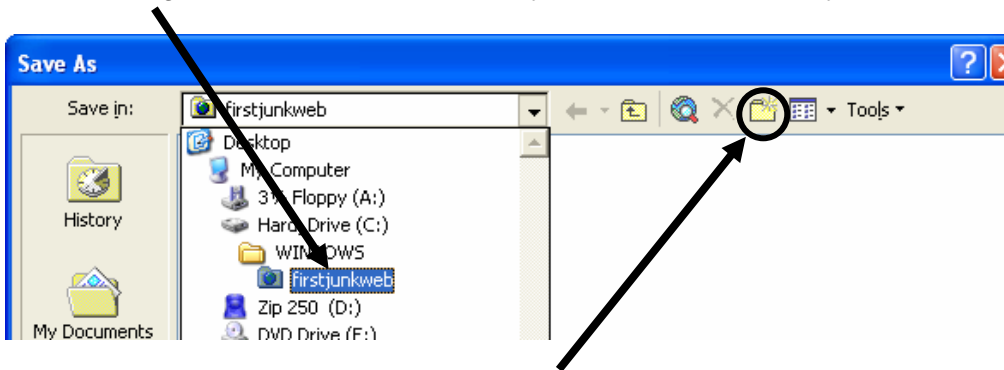 Save As
Save in:
firstjunkweb
Tools
Desktop
My Computer
3½ Floppy (A:)
History
Hard Drive (C:)
WINDOWS
firstjunkweb
Zip 250 (D:)
My Documents
DVD Drive (E:)